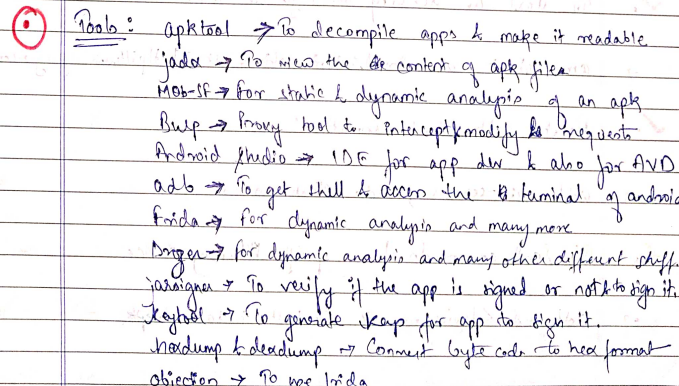 Tools : apktool → To decompile apps & make it readable
jadx → To view the content of apk files
Mob-SF → for static & dynamic analysis of an apk
Burp → Proxy tool to intercept & modify requests
Android studio → IDE for app dev & also for AVD
adb → To get shell & access the terminal of android
frida → for dynamic analysis and many more
Drozer → for dynamic analysis and many other different stuff.
jarsigner → To verify if the app is signed or not & to sign it.
Keytool → To generate keys for app to sign it.
hexdump & → Convert byte code to hex format
objection → To use frida